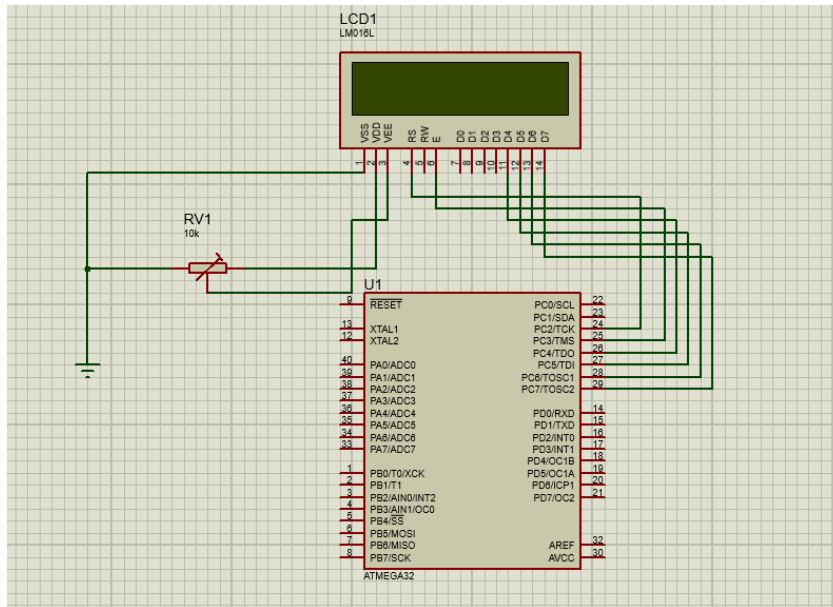 LCD1
LM016L
VSS
VDD
VEE
RS
RW
E
D0
D1
D2
D3
D4
D5
D6
D7
1
2
3
4
5
6
7
8
9
10
11
12
13
14
RV1
10k
U1
9 RESET PC0/SCL 22
PC1/SDA 23
13 XTAL1 PC2/TCK 24
12 XTAL2 PC3/TMS 25
PC4/TDO 26
40 PA0/ADC0 PC5/TDI 27
39 PA1/ADC1 PC6/TOSC1 28
38 PA2/ADC2 PC7/TOSC2 29
37 PA3/ADC3
36 PA4/ADC4 PD0/RXD 14
35 PA5/ADC5 PD1/TXD 15
34 PA6/ADC6 PD2/INT0 16
33 PA7/ADC7 PD3/INT1 17
PD4/OC1B 18
1 PB0/T0/XCK PD5/OC1A 19
2 PB1/T1 PD6/ICP1 20
3 PB2/AIN0/INT2 PD7/OC2 21
4 PB3/AIN1/OC0
5 PB4/SS
6 PB5/MOSI
7 PB6/MISO AREF 32
8 PB7/SCK AVCC 30
ATMEGA32